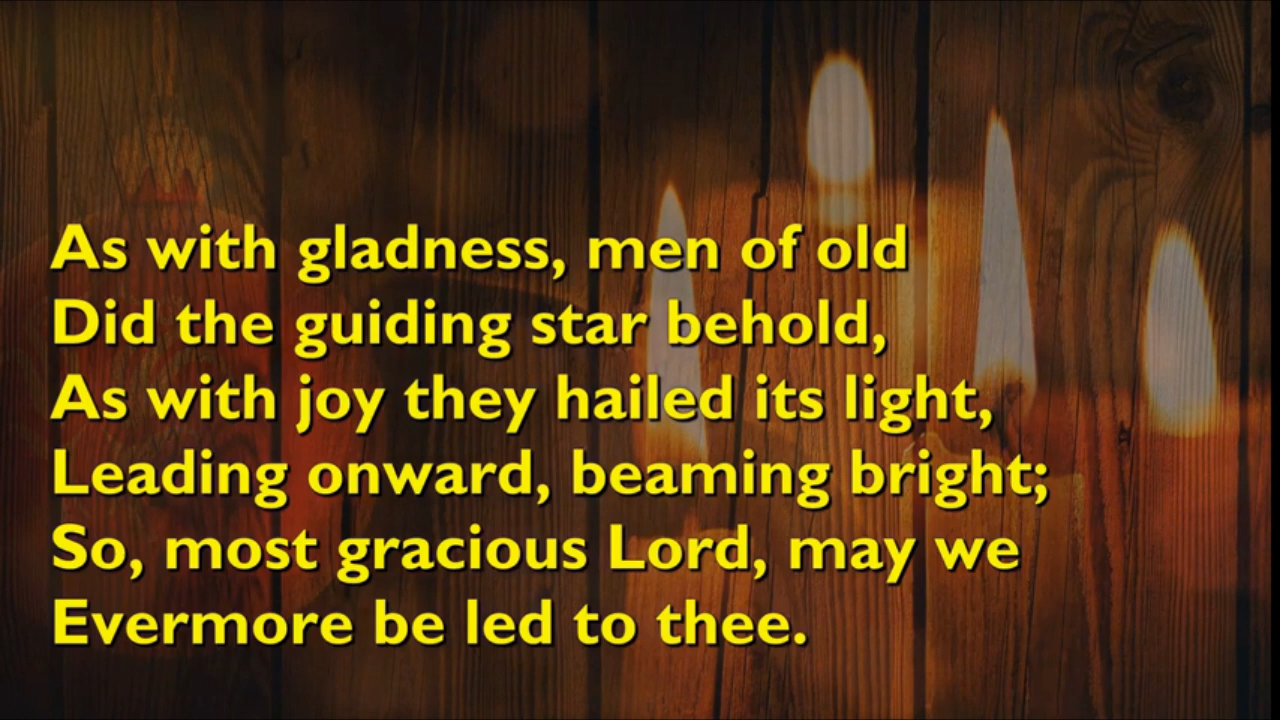 As with gladness, men of old
Did the guiding star behold,
As with joy they hailed its light,
Leading onward, beaming bright;
So, most gracious Lord, may we
Evermore be led to thee.